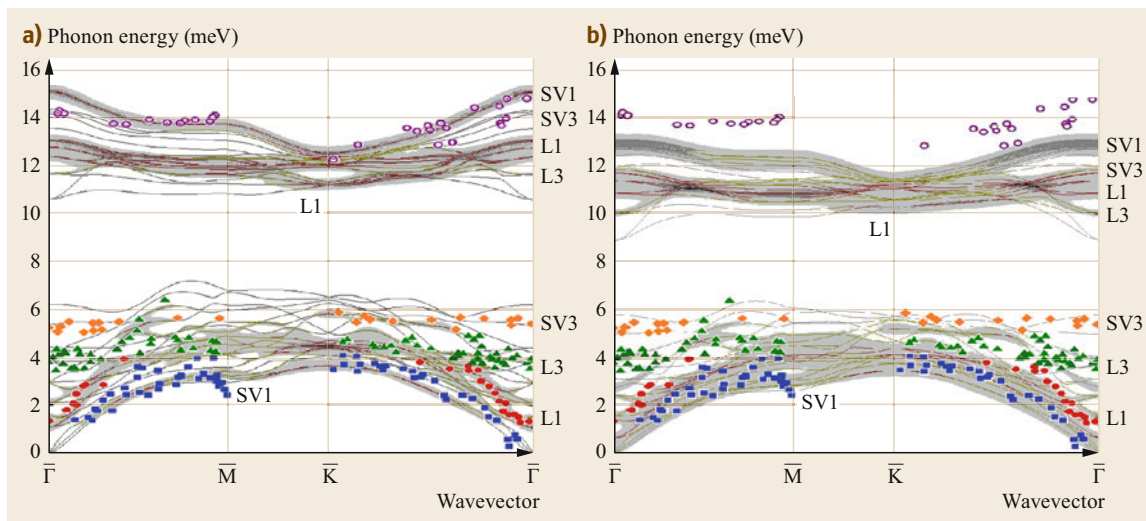 a) Phonon energy (meV)
16
14
12
10
8
6
4
2
0
SV1
SV3
L1
L3
L1
SV3
L3
SV1
L1
Γ̅
M̅
K̅
Γ̅
Wavevector
b) Phonon energy (meV)
16
14
12
10
8
6
4
2
0
SV1
SV3
L1
L3
L1
SV3
L3
SV1
L1
Γ̅
M̅
K̅
Γ̅
Wavevector